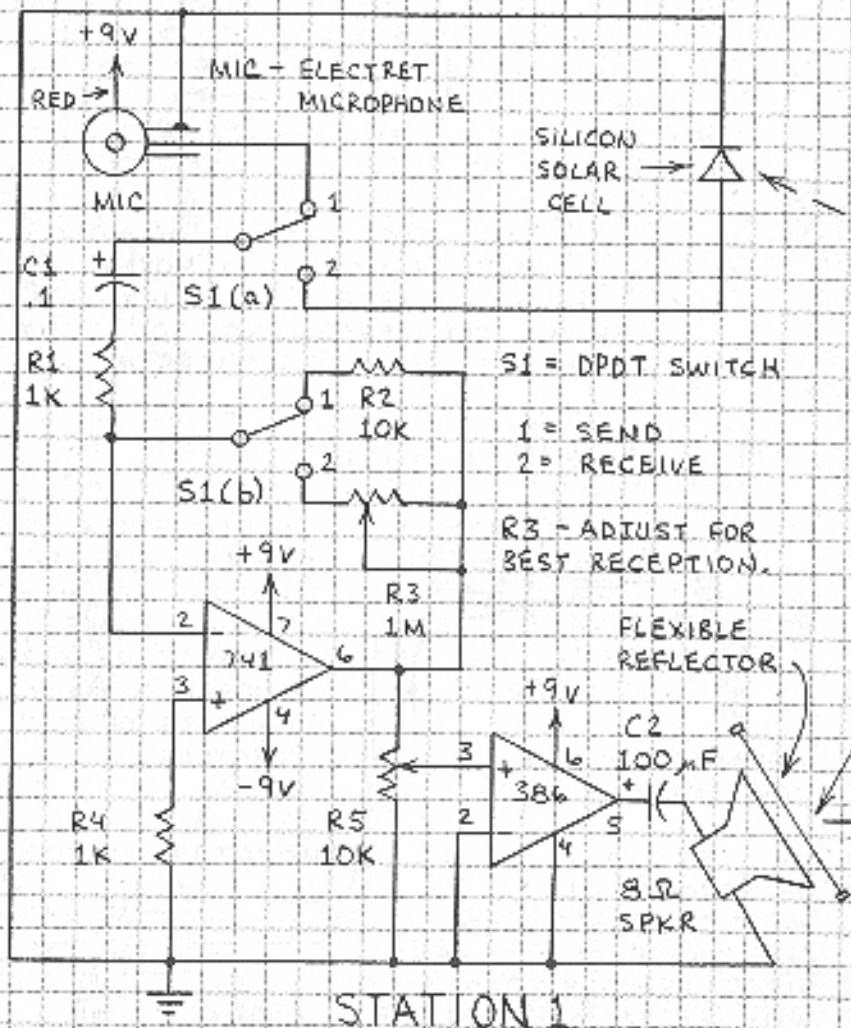 +9V
RED
MIC - ELECTRET
MICROPHONE
MIC
SILICON
SOLAR
CELL
1
2
C1
.1
+
S1(a)
R1
1K
1
R2
10K
2
S1(b)
S1 = DPDT SWITCH
1 = SEND
2 = RECEIVE
R3 - ADJUST FOR
BEST RECEPTION.
R3
1M
+9V
2
-
7
741
6
3
+
4
-9V
R4
1K
R5
10K
+9V
3
+
6
386
2
-
4
5
C2
100 µF
+
FLEXIBLE
REFLECTOR
8 Ω
SPKR
STATION 1